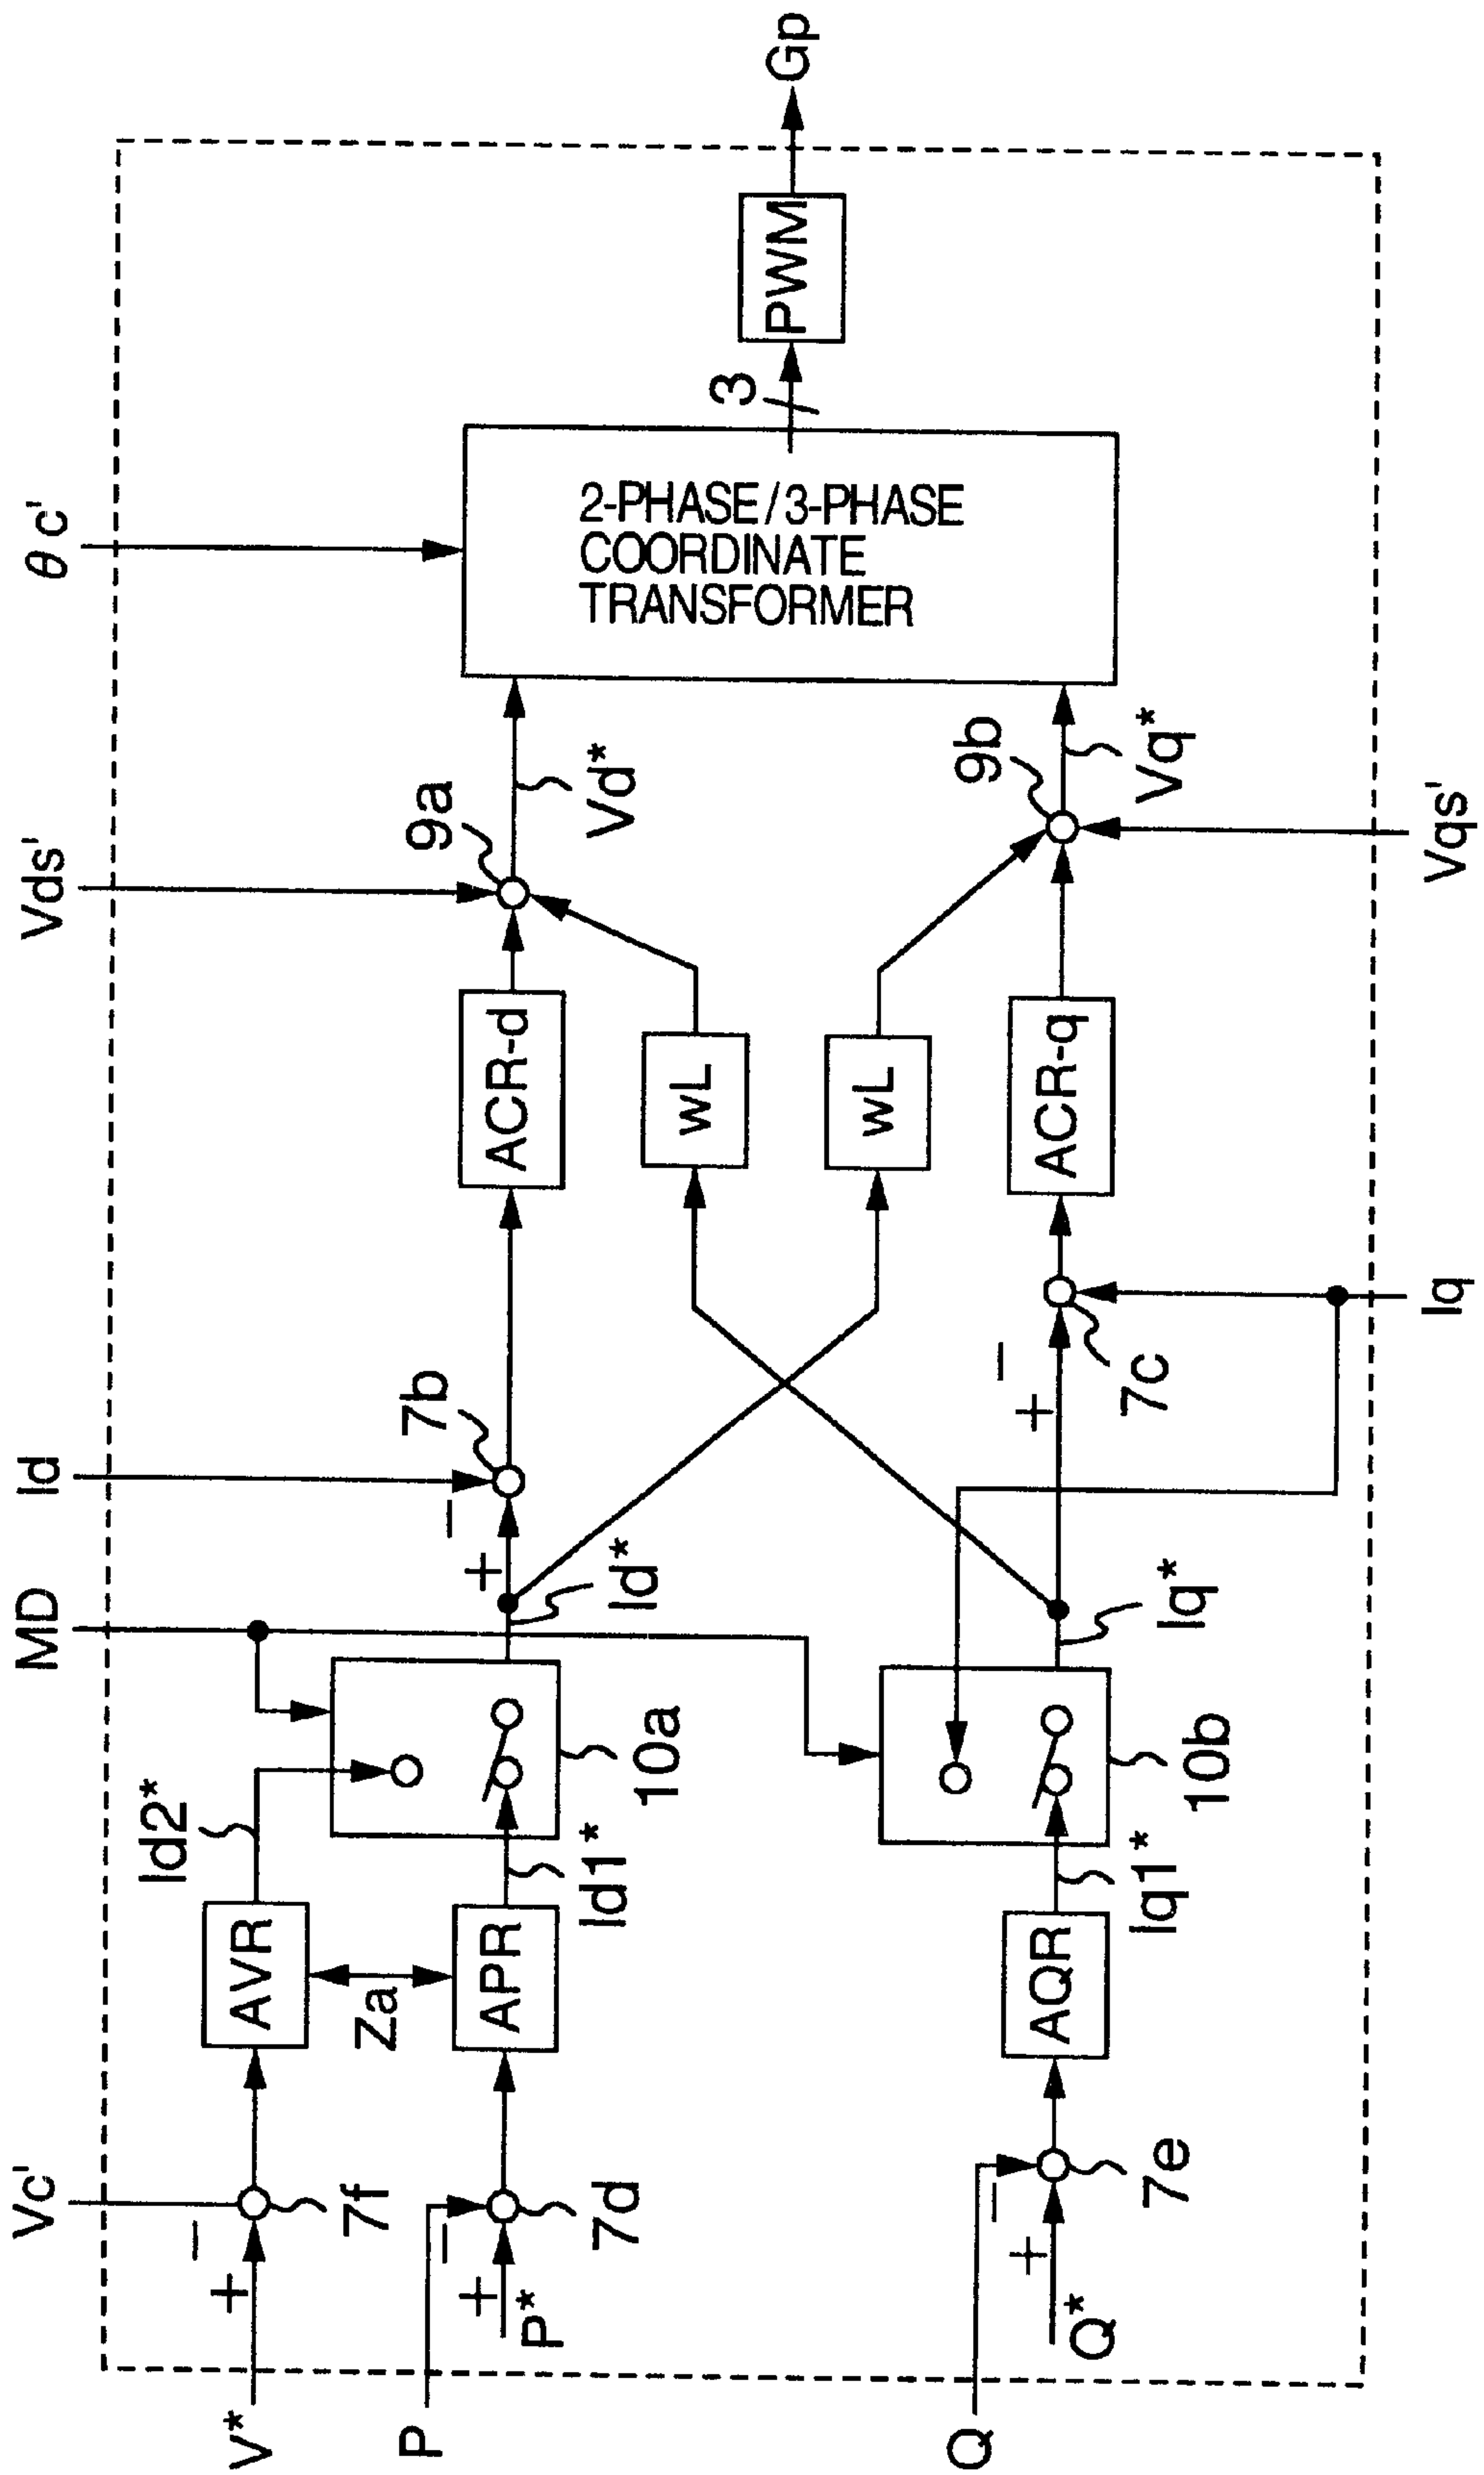 Vc'
MD
Id
Vds'
θc'
V*
+
−
7f
AVR
Id2*
Za
P
P*
+
−
7d
APR
Id1*
10a
Id*
+
−
7b
ACR-d
9a
Vd*
wL
wL
2-PHASE/3-PHASE
COORDINATE
TRANSFORMER
3
PWM
Gp
Q
Q*
+
−
7e
AQR
Iq1*
10b
Iq*
+
−
7c
ACR-q
9b
Vq*
Iq
Vqs'